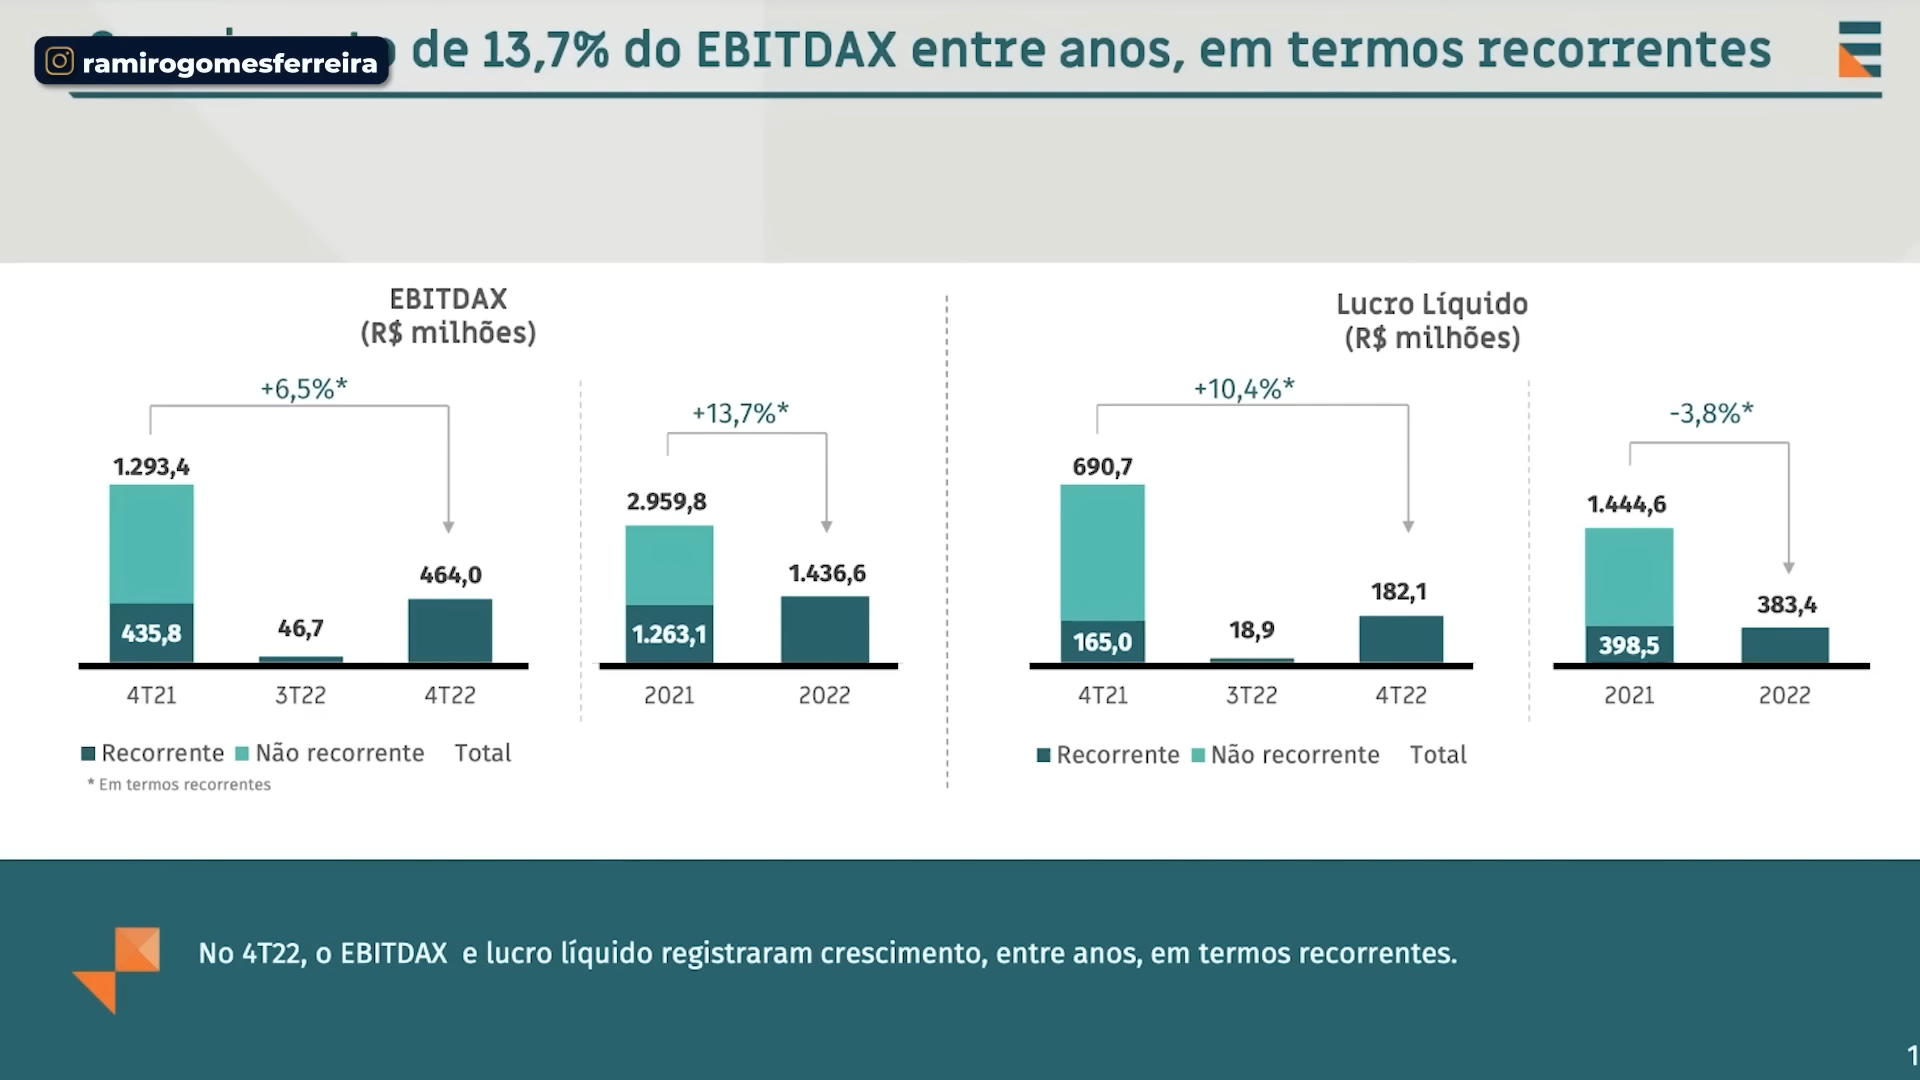 ramirogomesferreira
de 13,7% do EBITDAX entre anos, em termos recorrentes
EBITDAX
(R$ milhões)
+6,5%*
1.293,4
435,8
46,7
464,0
4T21
3T22
4T22
+13,7%*
2.959,8
1.263,1
1.436,6
2021
2022
Recorrente
Não recorrente
Total
* Em termos recorrentes
Lucro Líquido
(R$ milhões)
+10,4%*
690,7
165,0
18,9
182,1
4T21
3T22
4T22
-3,8%*
1.444,6
398,5
383,4
2021
2022
Recorrente
Não recorrente
Total
No 4T22, o EBITDAX e lucro líquido registraram crescimento, entre anos, em termos recorrentes.
1